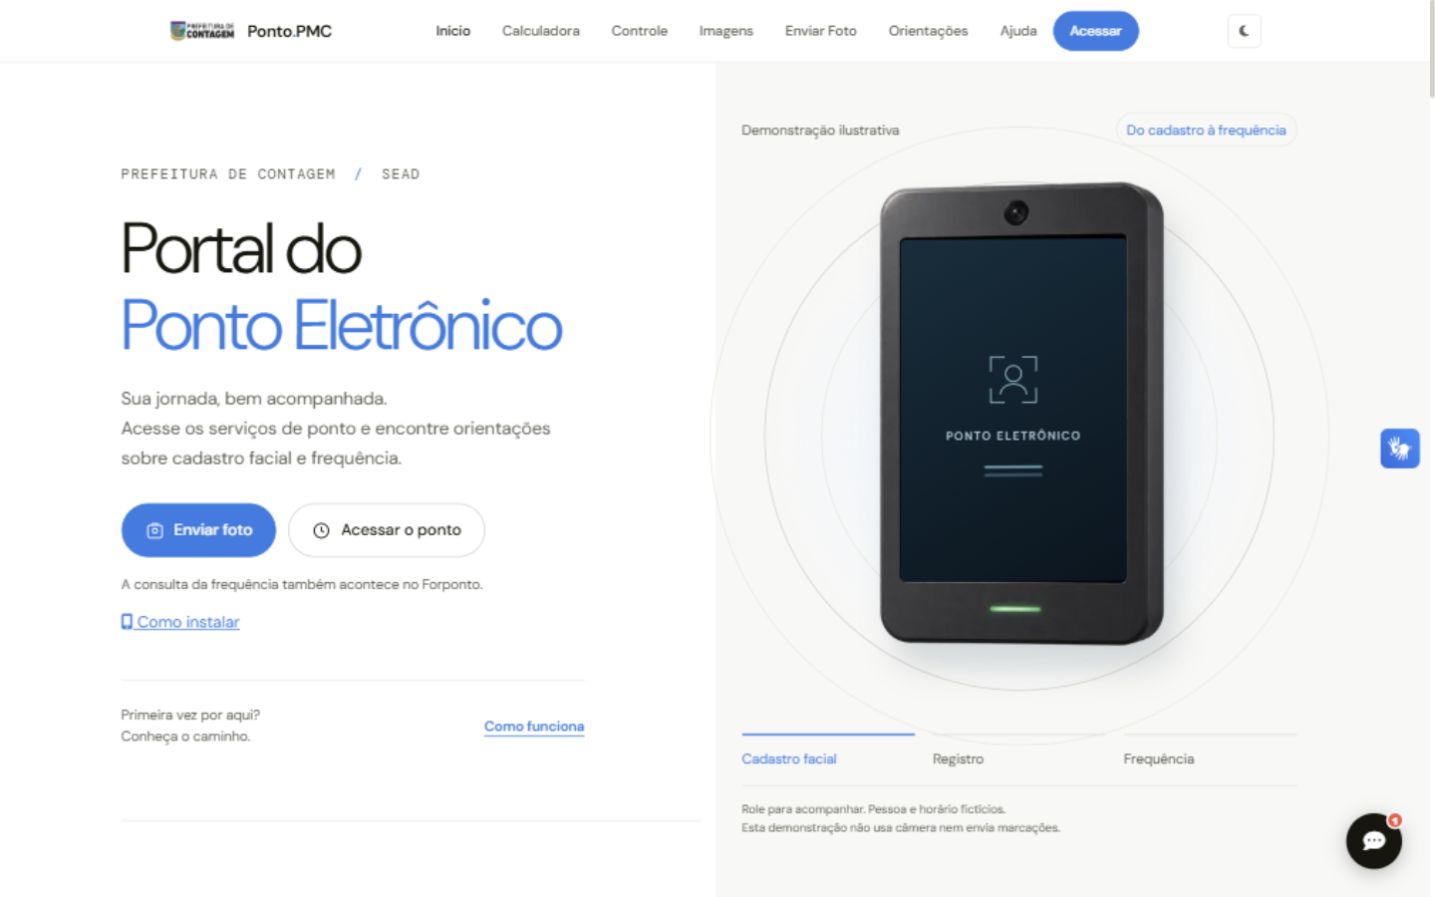 PREFEITURA DE
CONTAGEM
Ponto.PMC
Início
Calculadora
Controle
Imagens
Enviar Foto
Orientações
Ajuda
Acessar
PREFEITURA DE CONTAGEM / SEAD
Portal do
Ponto Eletrônico
Sua jornada, bem acompanhada.
Acesse os serviços de ponto e encontre orientações
sobre cadastro facial e frequência.
Enviar foto
Acessar o ponto
A consulta da frequência também acontece no Forponto.
Como instalar
Primeira vez por aqui?
Conheça o caminho.
Como funciona
Demonstração ilustrativa
Do cadastro à frequência
PONTO ELETRÔNICO
Cadastro facial
Registro
Frequência
Role para acompanhar. Pessoa e horário fictícios.
Esta demonstração não usa câmera nem envia marcações.
1